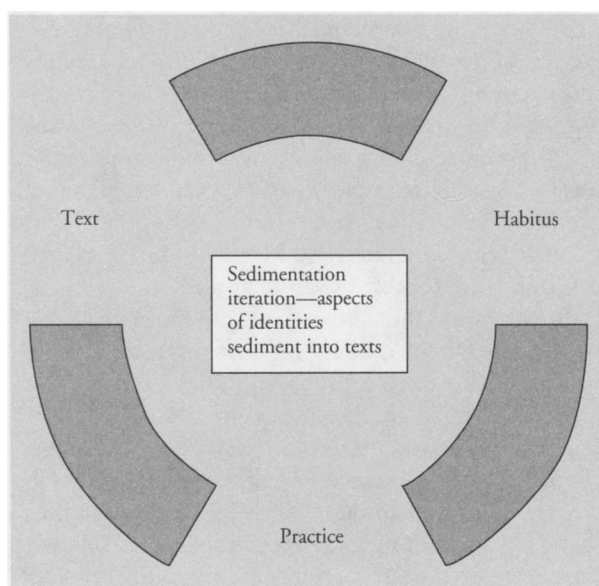 Text
Habitus
Sedimentation
iteration—aspects
of identities
sediment into texts
Practice